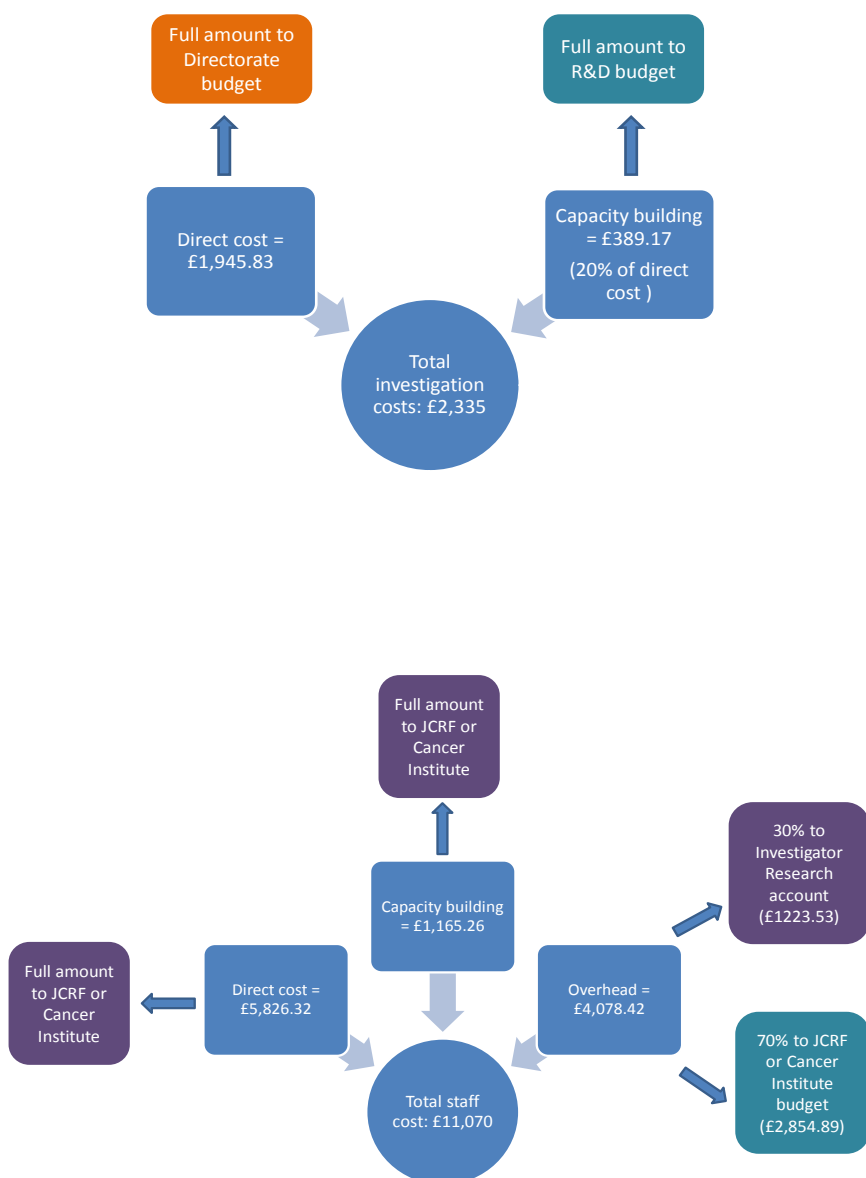 Full amount to
Directorate
budget
Full amount to
R&D budget
Direct cost =
£1,945.83
Capacity building
= £389.17
(20% of direct
cost )
Total
investigation
costs: £2,335
Full amount
to JCRF or
Cancer
Institute
30% to
Investigator
Research
account
(£1223.53)
Capacity building
= £1,165.26
Full amount
to JCRF or
Cancer
Institute
Direct cost =
£5,826.32
Overhead =
£4,078.42
70% to JCRF
or Cancer
Institute
budget
(£2,854.89)
Total staff
cost: £11,070